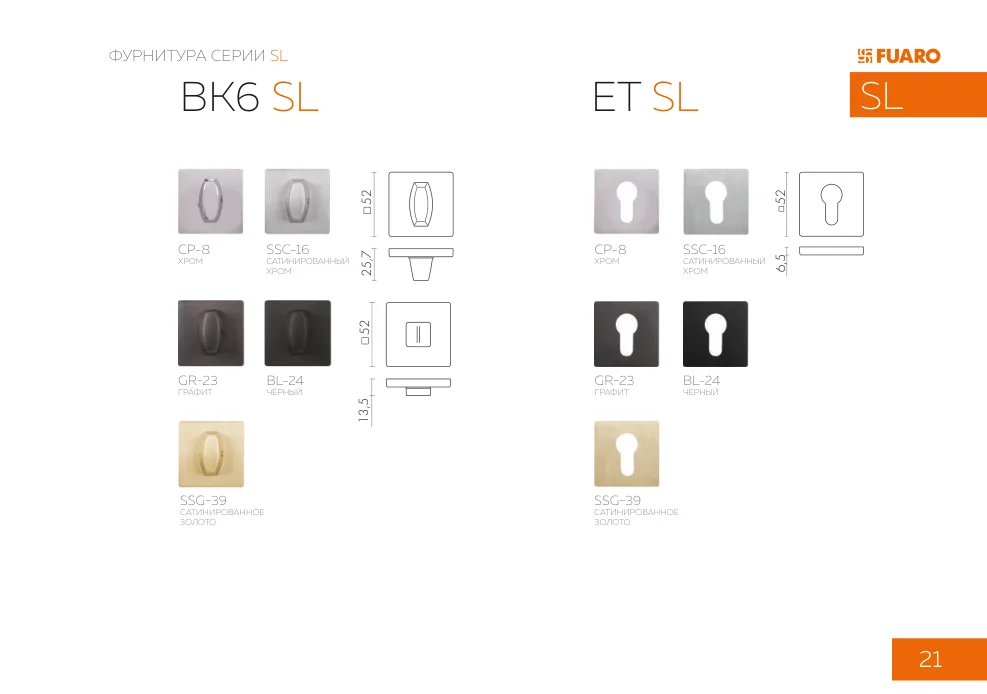 ФУРНИТУРА СЕРИИ SL
FUARO
SL
BK6 SL
CP-8
ХРОМ
SSC-16
САТИНИРОВАННЫЙ
ХРОМ
□52
25,7
GR-23
ГРАФИТ
BL-24
ЧЕРНЫЙ
□52
13,5
SSG-39
САТИНИРОВАННОЕ
ЗОЛОТО
ET SL
CP-8
ХРОМ
SSC-16
САТИНИРОВАННЫЙ
ХРОМ
□52
6,5
GR-23
ГРАФИТ
BL-24
ЧЕРНЫЙ
SSG-39
САТИНИРОВАННОЕ
ЗОЛОТО
21